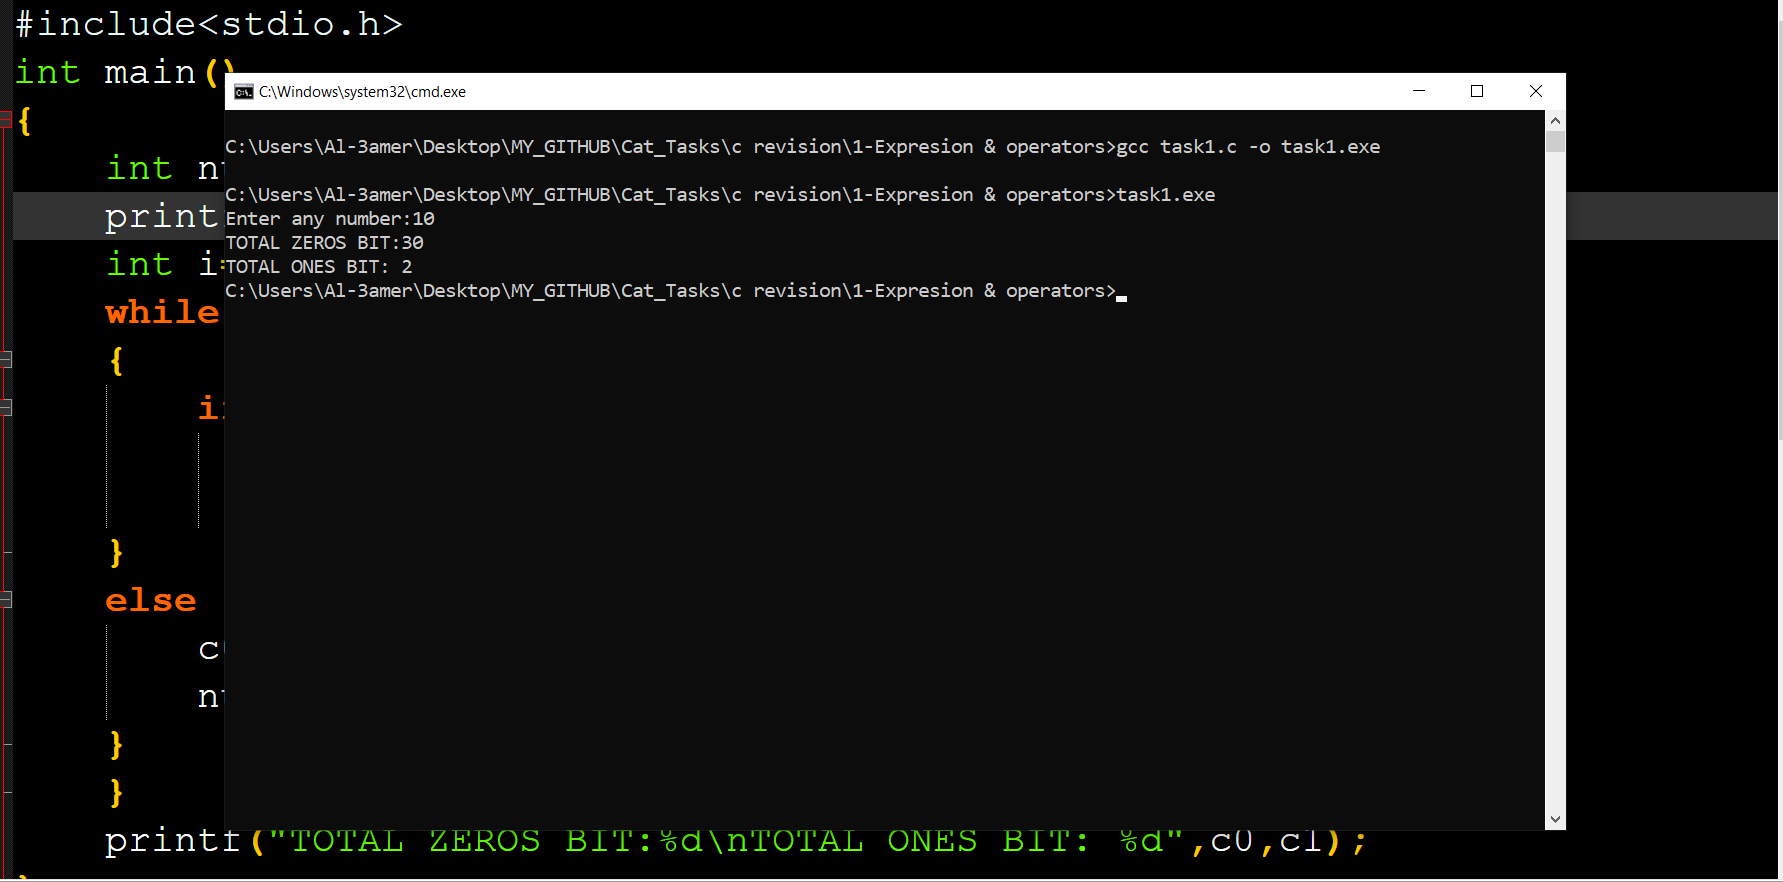 #include<stdio.h>
int main()
{
int
C:\Windows\system32\cmd.exe
C:\Users\Al-3amer\Desktop\MY_GITHUB\Cat_Tasks\c revision\1-Expresion & operators>gcc task1.c -o task1.exe
C:\Users\Al-3amer\Desktop\MY_GITHUB\Cat_Tasks\c revision\1-Expresion & operators>task1.exe
Enter any number:10
TOTAL ZEROS BIT:30
TOTAL ONES BIT: 2
C:\Users\Al-3amer\Desktop\MY_GITHUB\Cat_Tasks\c revision\1-Expresion & operators>
print
int i=
while
{
}
else
}
}
printf("TOTAL ZEROS BIT:%d\nTOTAL ONES BIT: %d",c0,c1);